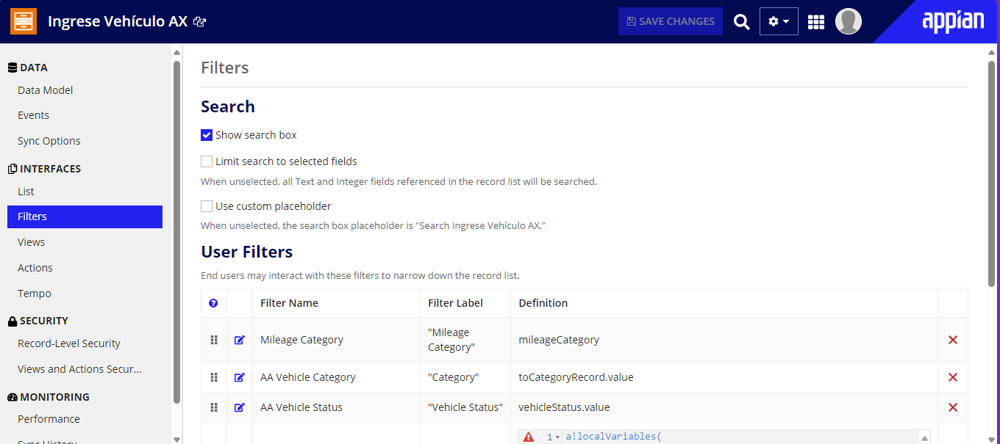 Ingrese Vehículo AX
SAVE CHANGES
appian
DATA
Data Model
Events
Sync Options
INTERFACES
List
Filters
Views
Actions
Tempo
SECURITY
Record-Level Security
Views and Actions Secur...
MONITORING
Performance
Sync History
Filters
Search
Show search box
Limit search to selected fields
When unselected, all Text and Integer fields referenced in the record list will be searched.
Use custom placeholder
When unselected, the search box placeholder is "Search Ingrese Vehículo AX."
User Filters
End users may interact with these filters to narrow down the record list.
? Filter Name Filter Label Definition
Mileage Category "Mileage Category" mileageCategory
AA Vehicle Category "Category" toCategoryRecord.value
AA Vehicle Status "Vehicle Status" vehicleStatus.value
1 a!localVariables(